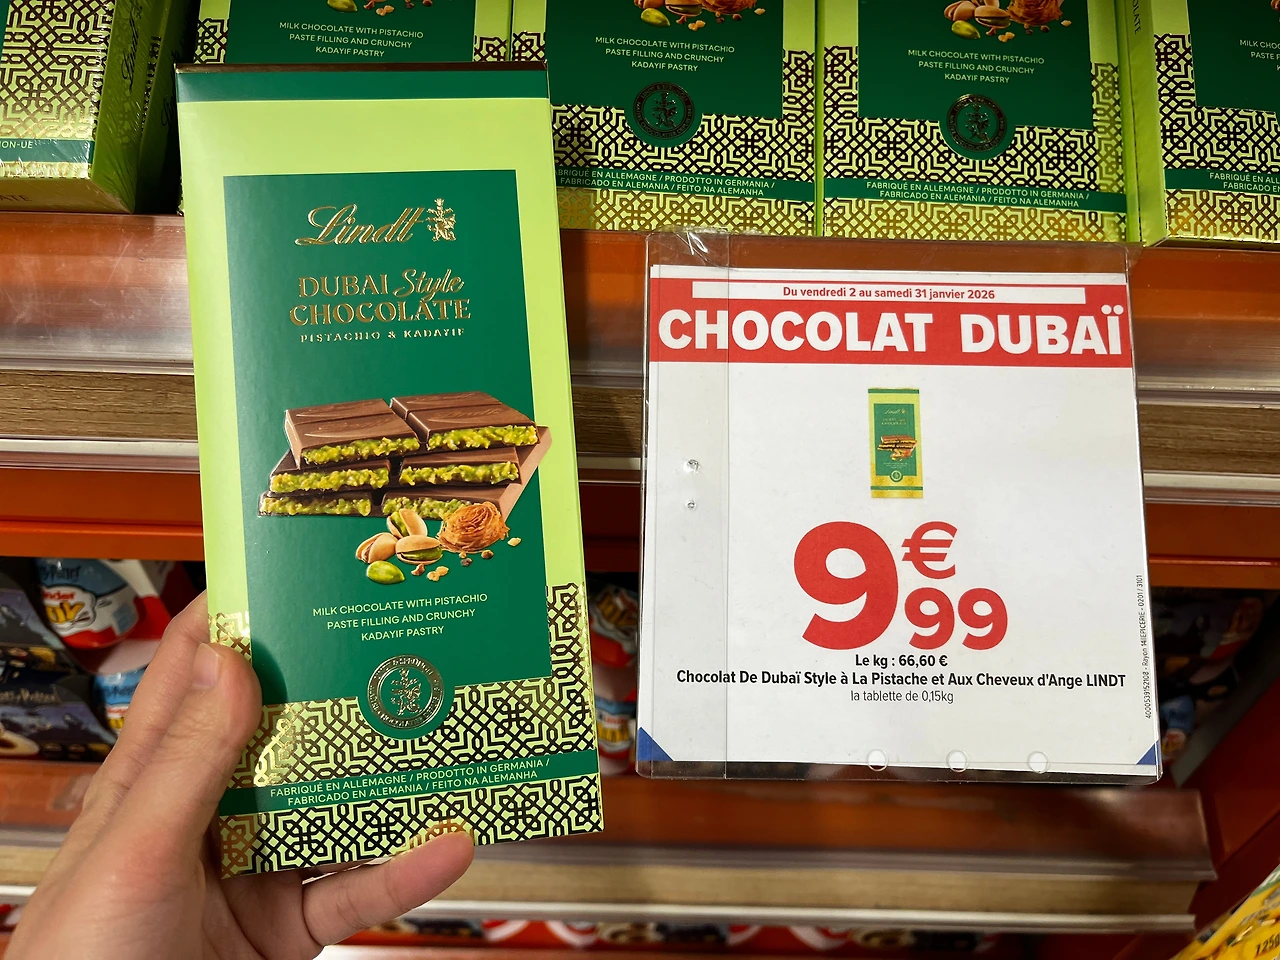 MILK CHOCOLATE WITH PISTACHIO
PASTE FILLING AND CRUNCHY
KADAYIF PASTRY
MILK CHOCOLATE WITH PISTACHIO
PASTE FILLING AND CRUNCHY
KADAYIF PASTRY
FABRIQUÉ EN ALLEMAGNE / PRODOTTO IN GERMANIA /
FABRICADO EN ALEMANIA / FEITO NA ALEMANHA
MILK CHOCOLATE WITH PISTACHIO
PASTE FILLING AND CRUNCHY
KADAYIF PASTRY
FABRIQUÉ EN ALLEMAGNE / PRODOTTO IN GERMANIA /
FABRICADO EN ALEMANIA / FEITO NA ALEMANHA
Lindt
DUBAI Style
CHOCOLATE
PISTACHIO & KADAYIF
MILK CHOCOLATE WITH PISTACHIO
PASTE FILLING AND CRUNCHY
KADAYIF PASTRY
FABRIQUÉ EN ALLEMAGNE / PRODOTTO IN GERMANIA /
FABRICADO EN ALEMANIA / FEITO NA ALEMANHA
Du vendredi 2 au samedi 31 janvier 2026
CHOCOLAT DUBAÏ
9€99
Le kg : 66,60 €
Chocolat De Dubaï Style à La Pistache et Aux Cheveux d'Ange LINDT
la tablette de 0,15kg